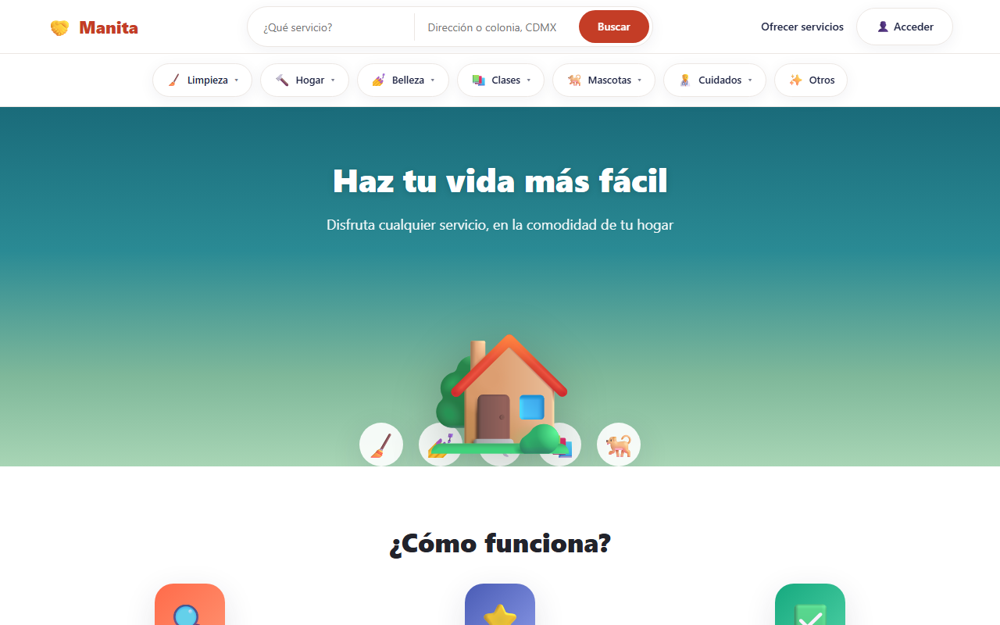 Manita
¿Qué servicio?
Dirección o colonia, CDMX
Buscar
Ofrecer servicios
Acceder
Limpieza
Hogar
Belleza
Clases
Mascotas
Cuidados
Otros
Haz tu vida más fácil
Disfruta cualquier servicio, en la comodidad de tu hogar
¿Cómo funciona?